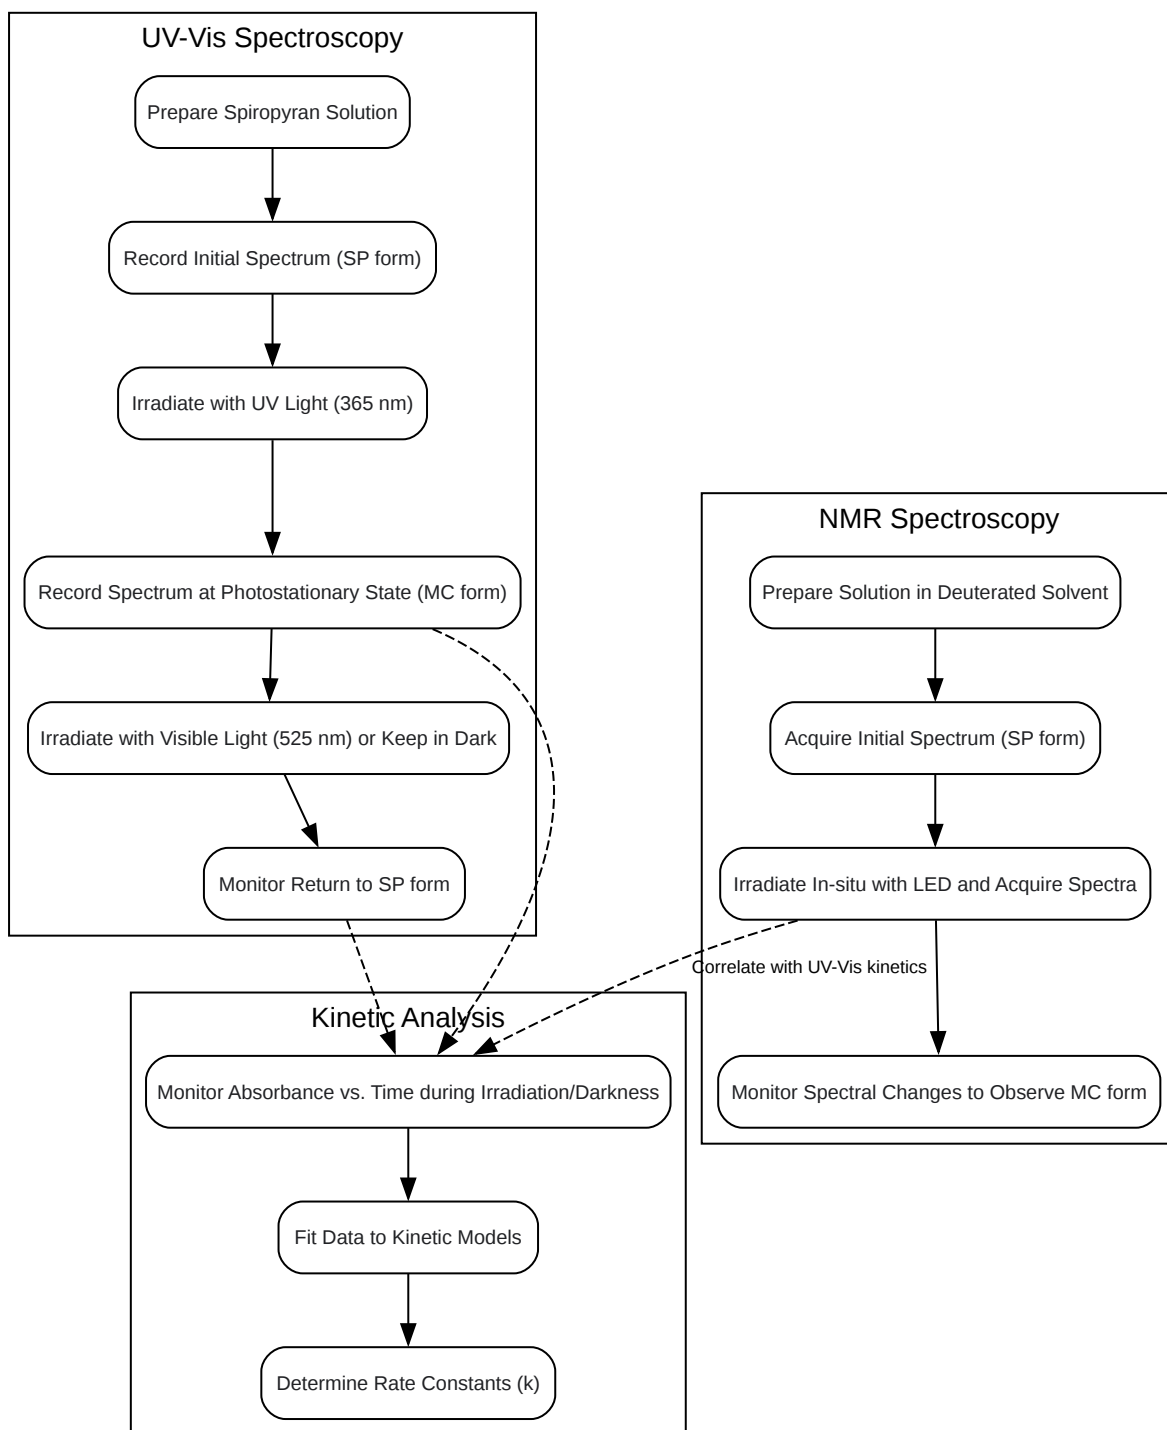 UV-Vis Spectroscopy
Prepare Spiropyran Solution
Record Initial Spectrum (SP form)
Irradiate with UV Light (365 nm)
Record Spectrum at Photostationary State (MC form)
Irradiate with Visible Light (525 nm) or Keep in Dark
Monitor Return to SP form
NMR Spectroscopy
Prepare Solution in Deuterated Solvent
Acquire Initial Spectrum (SP form)
Irradiate In-situ with LED and Acquire Spectra
Correlate with UV-Vis kinetics
Monitor Spectral Changes to Observe MC form
Kinetic Analysis
Monitor Absorbance vs. Time during Irradiation/Darkness
Fit Data to Kinetic Models
Determine Rate Constants (k)